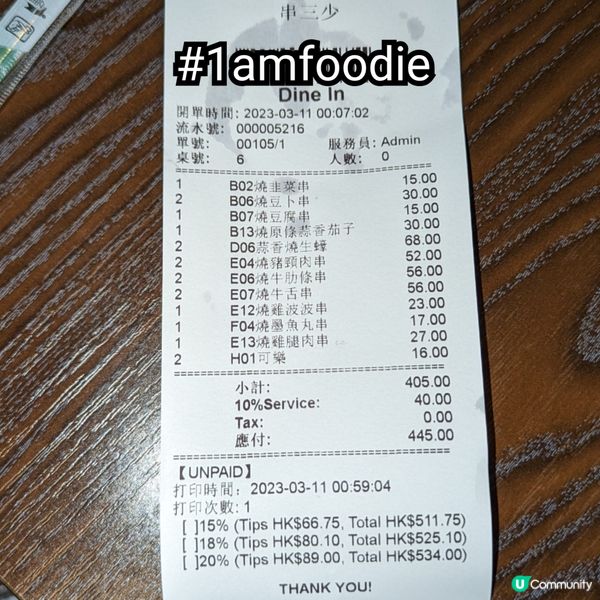 串三少
#1amfoodie
Dine In
開單時間: 2023-03-11 00:07:02
流水號: 000005216
單號: 00105/1 服務員: Admin
桌號: 6 人數: 0
1 B02燒韭菜串 15.00
2 B06燒豆卜串 30.00
1 B07燒豆腐串 15.00
1 B13燒原條蒜香茄子 30.00
2 D06蒜香燒生蠔 68.00
2 E04燒豬頸肉串 52.00
2 E06燒牛肋條串 56.00
2 E07燒牛舌串 56.00
1 E12燒雞波波串 23.00
1 F04燒墨魚丸串 17.00
1 E13燒雞腿肉串 27.00
2 H01可樂 16.00
小計: 405.00
10%Service: 40.00
Tax: 0.00
應付: 445.00
【UNPAID】
打印時間: 2023-03-11 00:59:04
打印次數: 1
[ ]15% (Tips HK$66.75, Total HK$511.75)
[ ]18% (Tips HK$80.10, Total HK$525.10)
[ ]20% (Tips HK$89.00, Total HK$534.00)
THANK YOU!
U Community